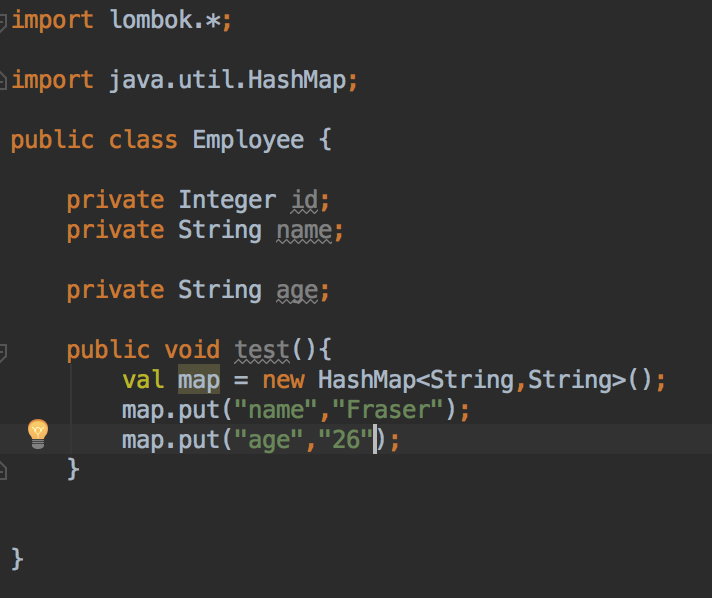 import lombok.*;
import java.util.HashMap;
public class Employee {
private Integer id;
private String name;
private String age;
public void test(){
val map = new HashMap<String,String>();
map.put("name","Fraser");
map.put("age","26");
}
}